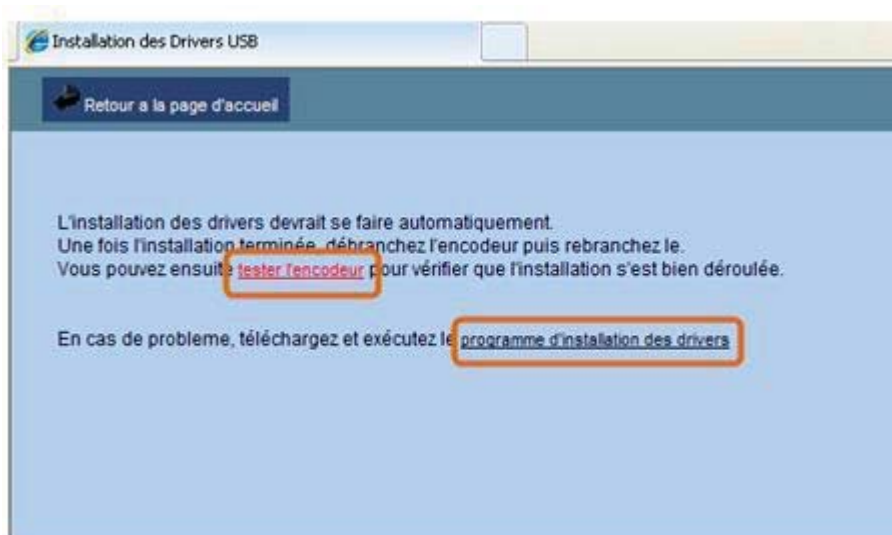 Installation des Drivers USB
Retour a la page d'accueil
L'installation des drivers devrait se faire automatiquement.
Une fois l'installation terminée, débranchez l'encodeur puis rebranchez le.
Vous pouvez ensuite tester l'encodeur pour vérifier que l'installation s'est bien déroulée.
En cas de probleme, téléchargez et exécutez le programme d'installation des drivers